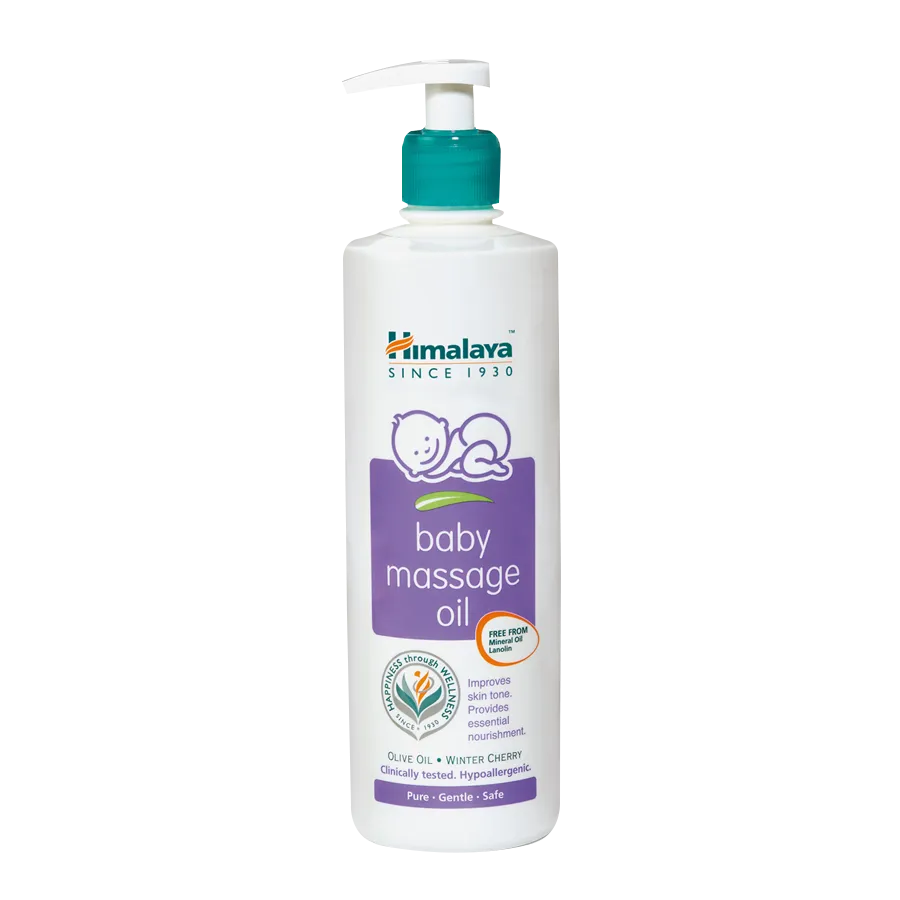 Himalaya™
SINCE 1930
baby
massage
oil
FREE FROM
Mineral Oil
Lanolin
HAPPINESS through WELLNESS
SINCE • 1930
Improves
skin tone.
Provides
essential
nourishment.
OLIVE OIL • WINTER CHERRY
Clinically tested. Hypoallergenic.
Pure · Gentle · Safe